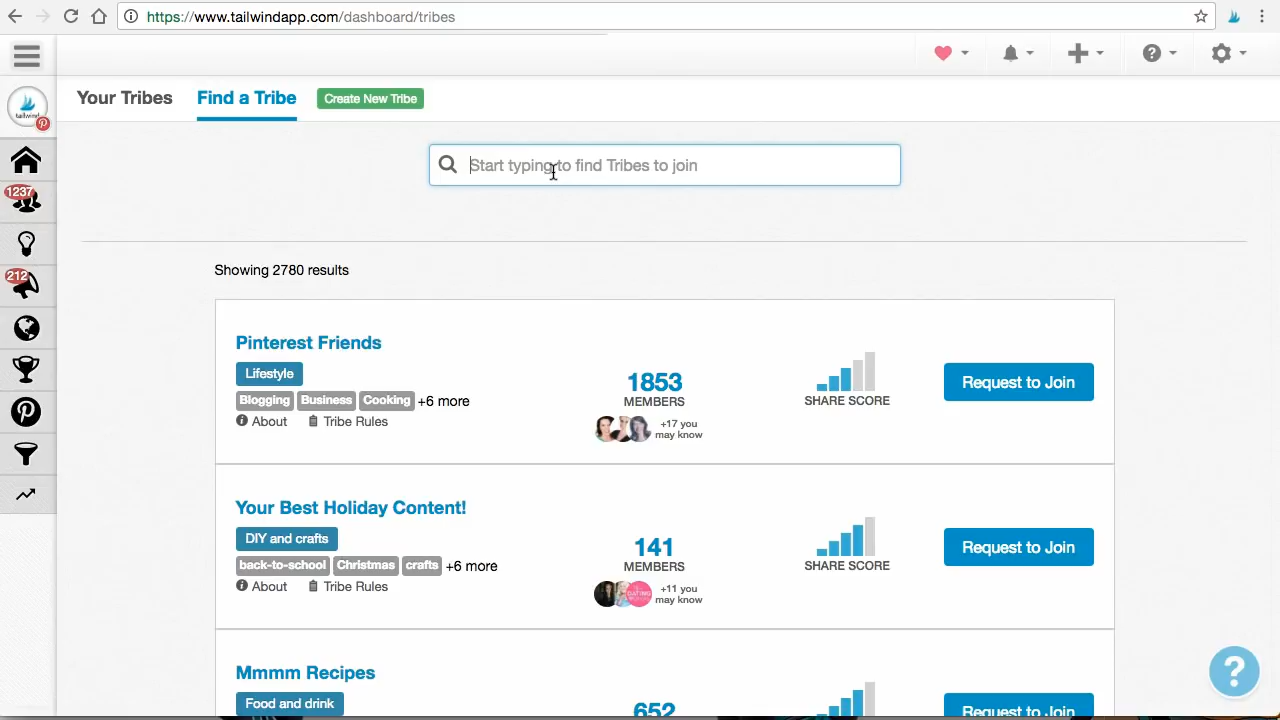 https://www.tailwindapp.com/dashboard/tribes
Your Tribes Find a Tribe Create New Tribe
tailwind
Start typing to find Tribes to join
1237
212
Showing 2780 results
Pinterest Friends
Lifestyle
Blogging Business Cooking +6 more
About Tribe Rules
1853
MEMBERS
+17 you
may know
SHARE SCORE
Request to Join
Your Best Holiday Content!
DIY and crafts
back-to-school Christmas crafts +6 more
About Tribe Rules
141
MEMBERS
+11 you
may know
SHARE SCORE
Request to Join
Mmmm Recipes
Food and drink
652
Request to Join
?